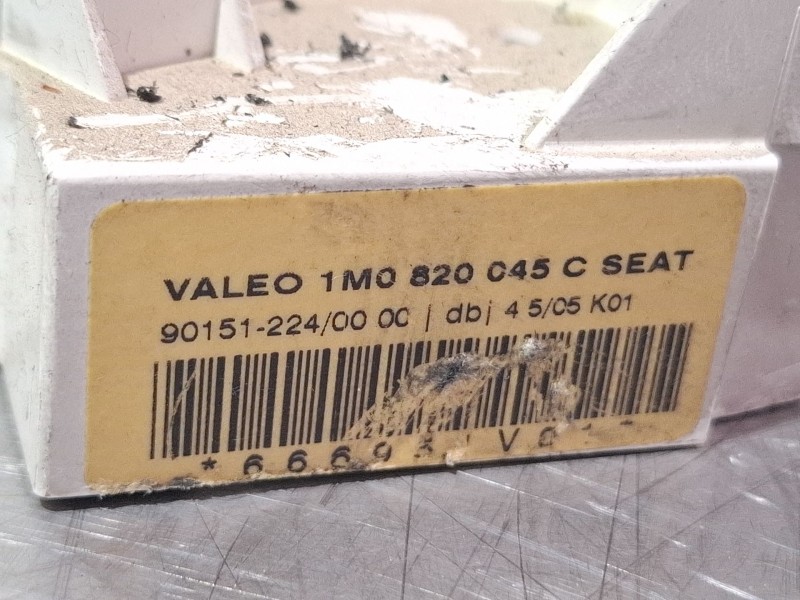 VALEO 1M0 820 045 C SEAT
90151-224/00 00 | dbj 4 5/05 K01